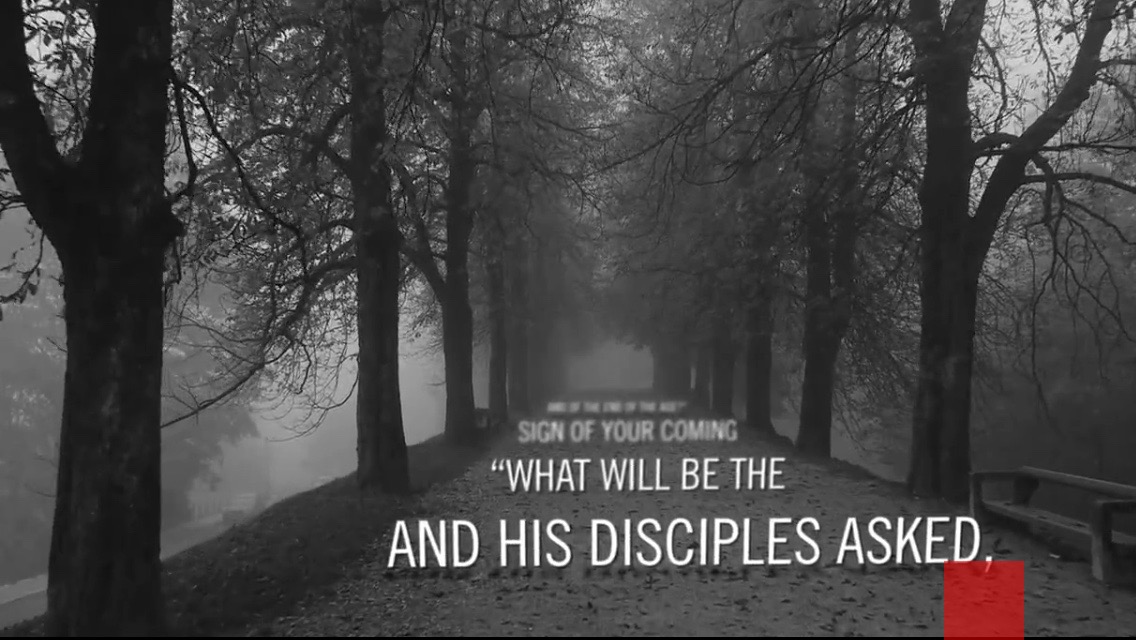 AND HIS DISCIPLES ASKED,
“WHAT WILL BE THE
SIGN OF YOUR COMING
AND OF THE END OF THE AGE?”